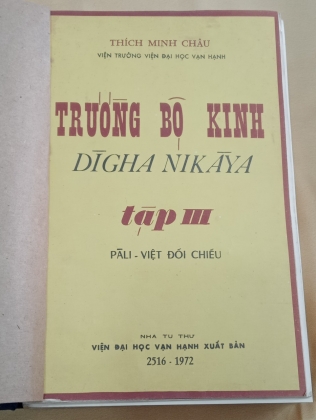 THÍCH MINH CHÂU
VIỆN TRƯỞNG VIỆN ĐẠI HỌC VẠN HẠNH
TRƯỜNG BỘ KINH
DĪGHA NIKĀYA
tập III
PĀLI - VIỆT ĐỐI CHIẾU
NHA TU THƯ
VIỆN ĐẠI HỌC VẠN HẠNH XUẤT BẢN
2516 - 1972